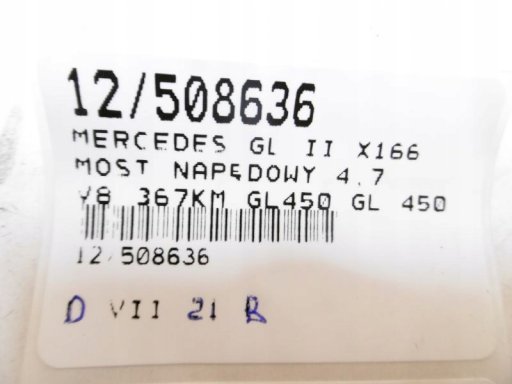 12/508636
MERCEDES GL II X166
MOST NAPĘDOWY 4.7
V8 367KM GL450 GL 450
12/508636
D VII 21 R